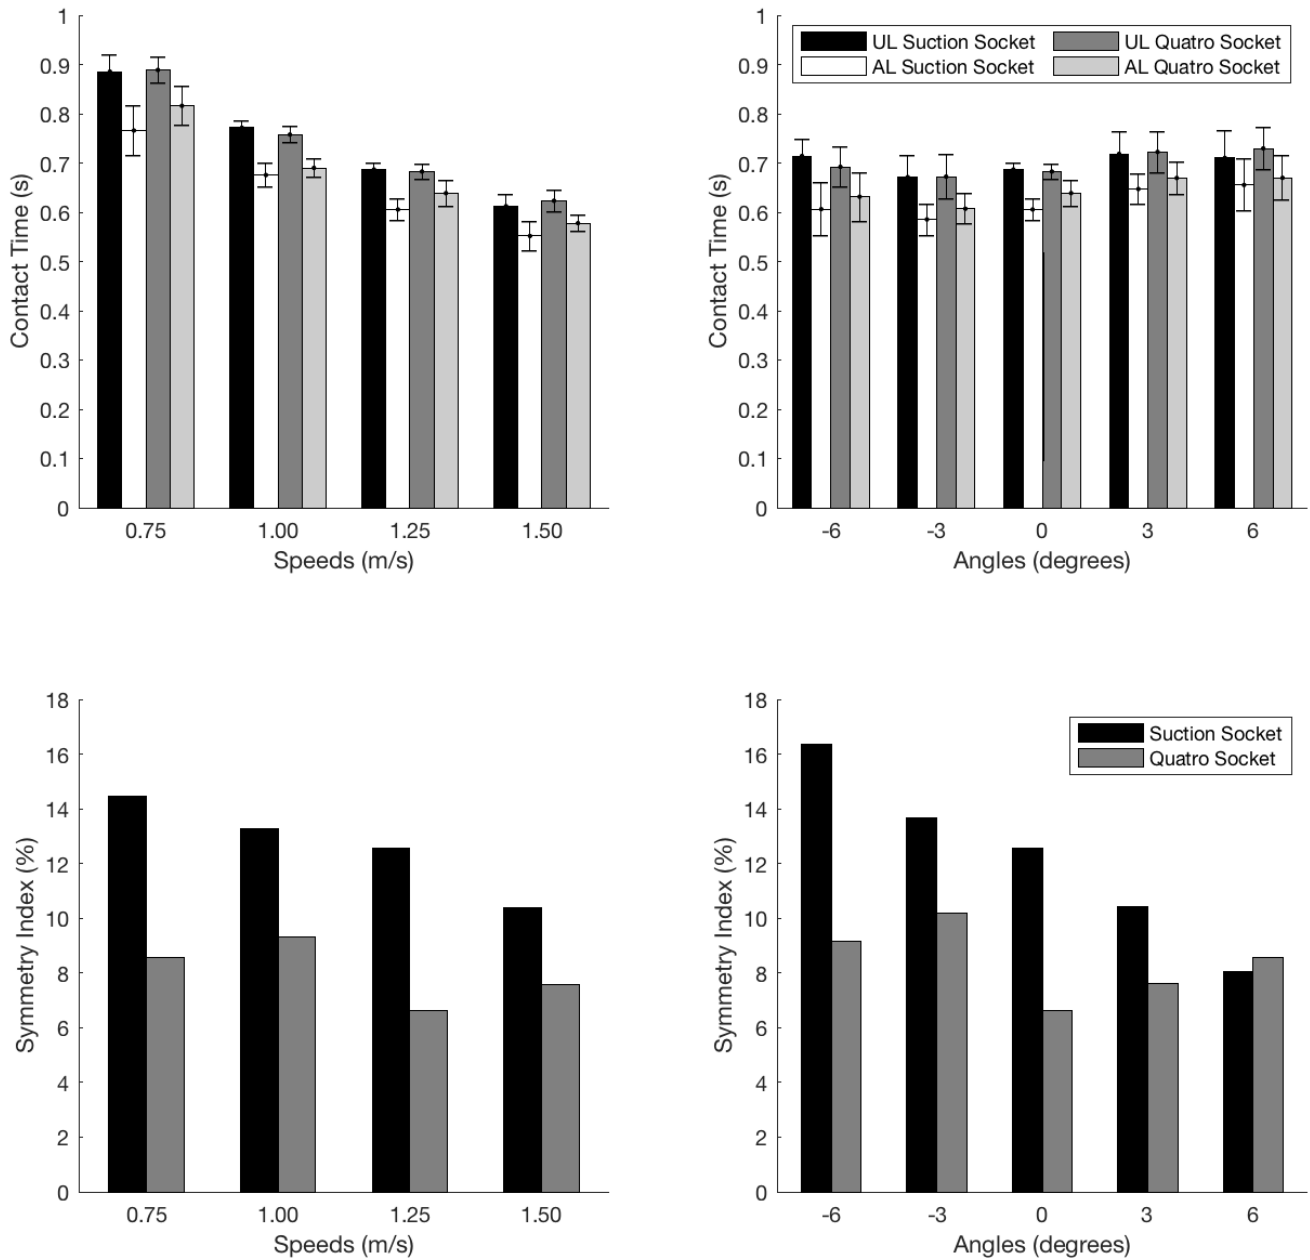 1
0.9
0.8
0.7
0.6
0.5
0.4
0.3
0.2
0.1
0
Contact Time (s)
0.75 1.00 1.25 1.50
Speeds (m/s)
1
0.9
0.8
0.7
0.6
0.5
0.4
0.3
0.2
0.1
0
Contact Time (s)
UL Suction Socket UL Quatro Socket
AL Suction Socket AL Quatro Socket
-6 -3 0 3 6
Angles (degrees)
18
16
14
12
10
8
6
4
2
0
Symmetry Index (%)
0.75 1.00 1.25 1.50
Speeds (m/s)
18
16
14
12
10
8
6
4
2
0
Symmetry Index (%)
Suction Socket
Quatro Socket
-6 -3 0 3 6
Angles (degrees)